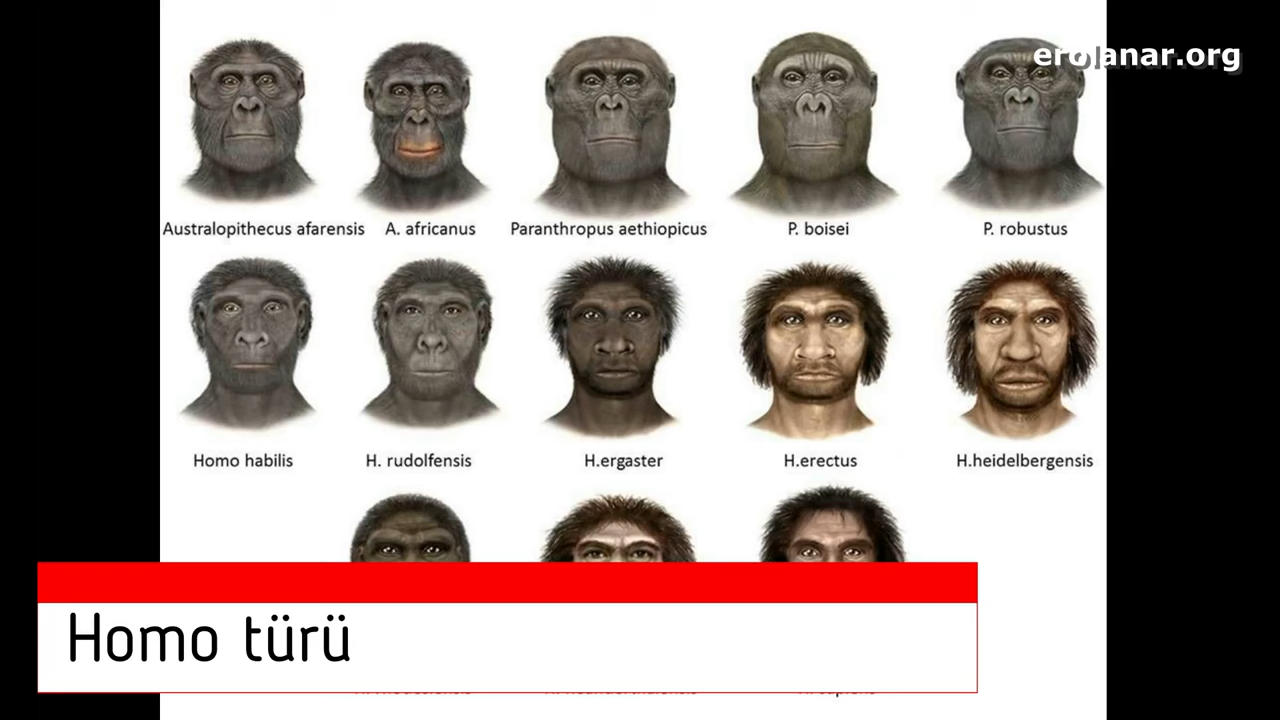 erolanar.org
Australopithecus afarensis A. africanus Paranthropus aethiopicus P. boisei P. robustus
Homo habilis H. rudolfensis H.ergaster H.erectus H.heidelbergensis
Homo türü